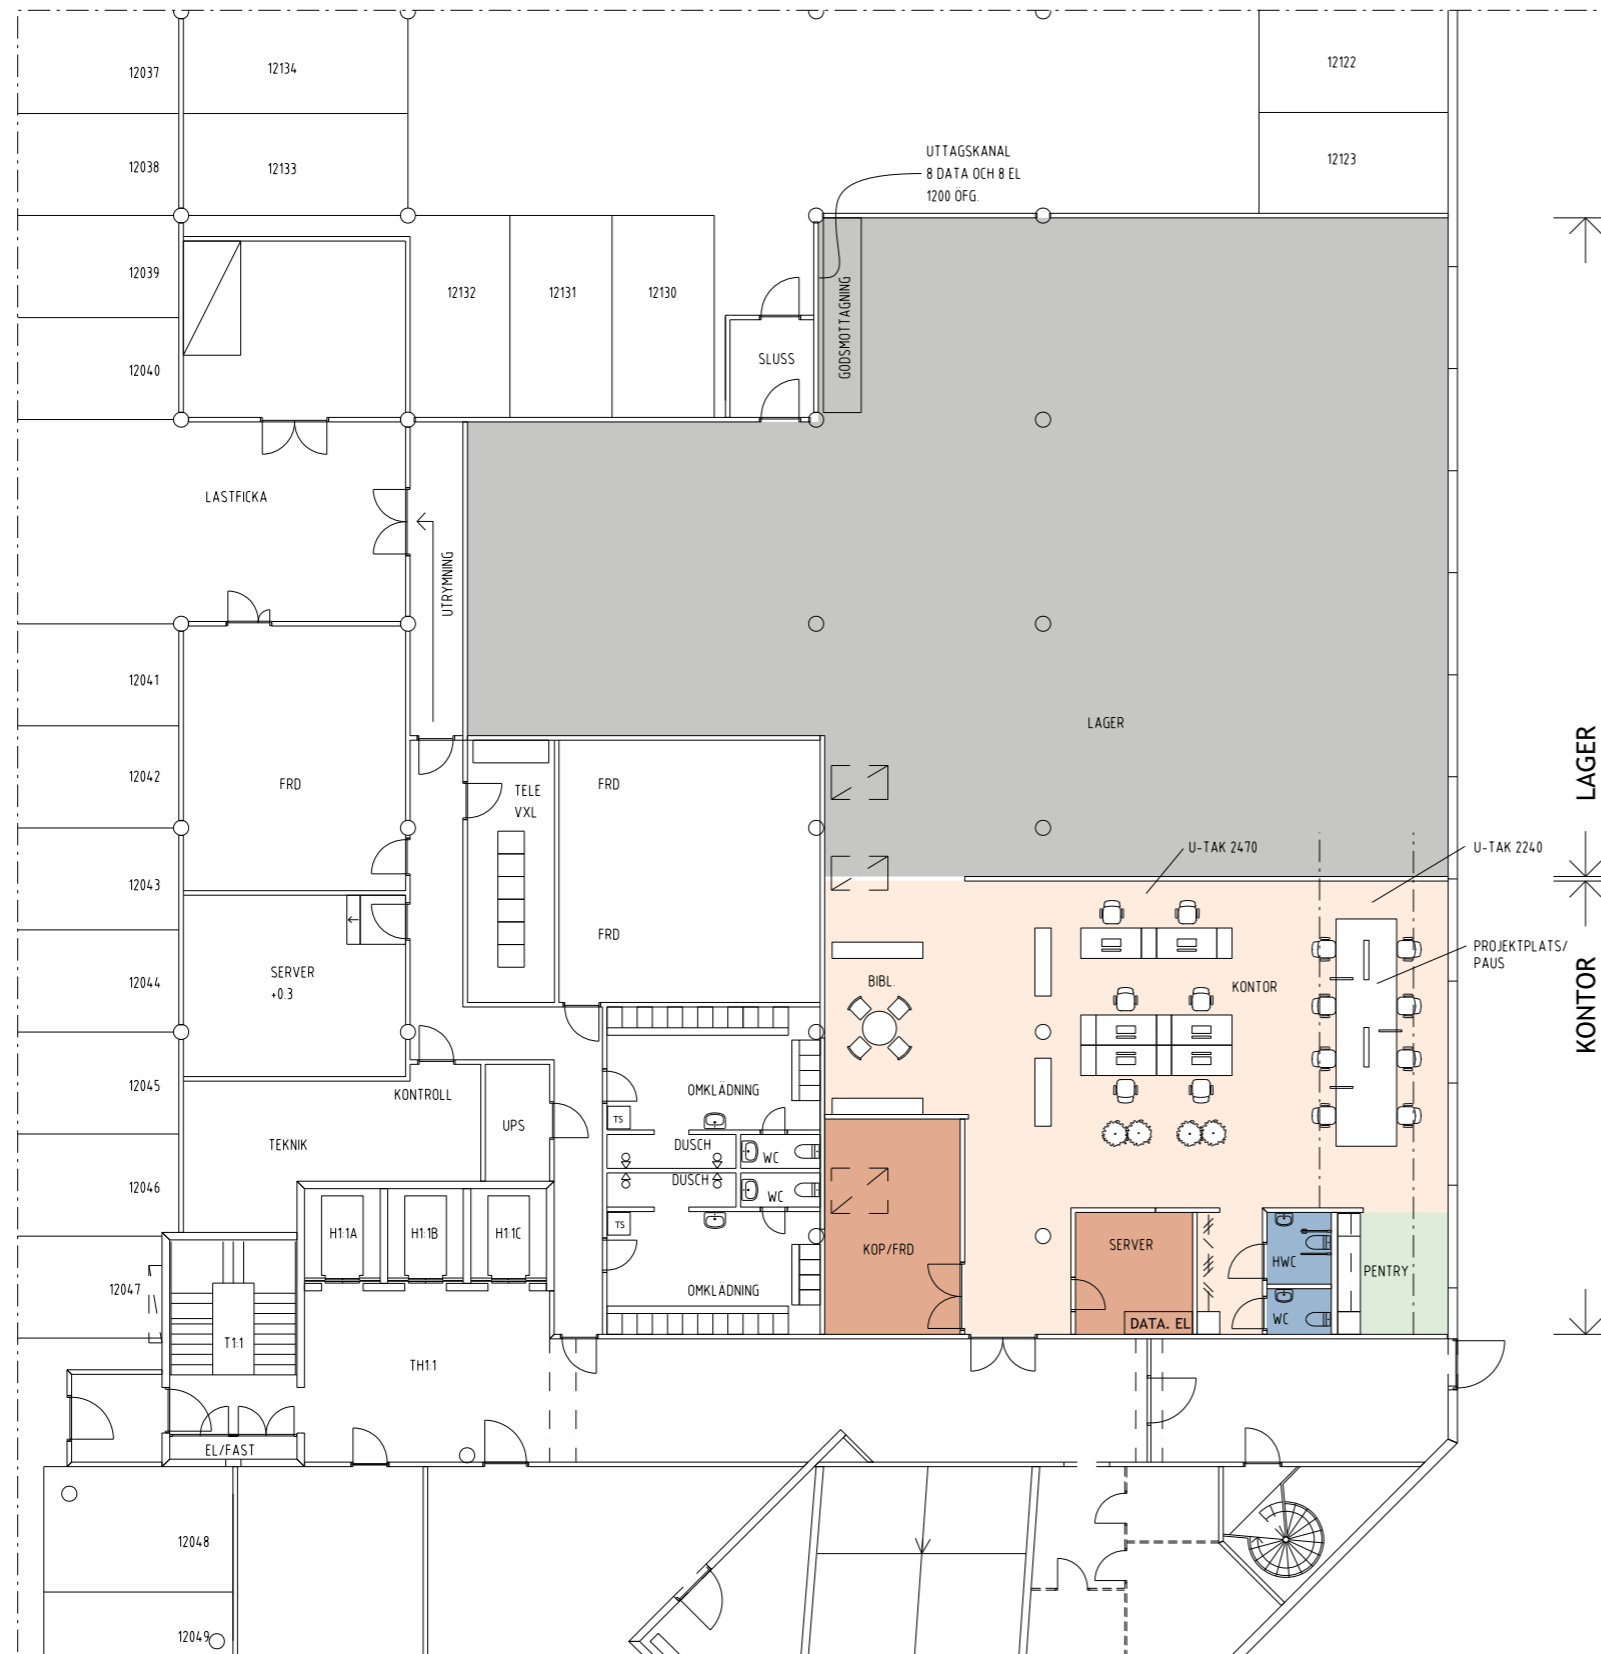 12037
12134
12122
12038
12133
12123
UTTAGSKANAL
8 DATA OCH 8 EL
1200 ÖFG.
12039
12132
12131
12130
GODSMOTTAGNING
SLUSS
12040
LASTFICKA
UTRYMNING
12041
LAGER
LAGER
12042
FRD
TELE
VXL
FRD
U-TAK 2470
U-TAK 2240
12043
FRD
PROJEKTPLATS/
PAUS
12044
SERVER
+0.3
BIBL.
KONTOR
KONTOR
12045
KONTROLL
OMKLÄDNING
TS
UPS
TEKNIK
DUSCH
WC
DUSCH
WC
12046
TS
H1:1A
H1:1B
H1:1C
KOP/FRD
SERVER
HWC
PENTRY
12047
OMKLÄDNING
DATA. EL
WC
T1:1
TH1:1
EL/FAST
12048
12049